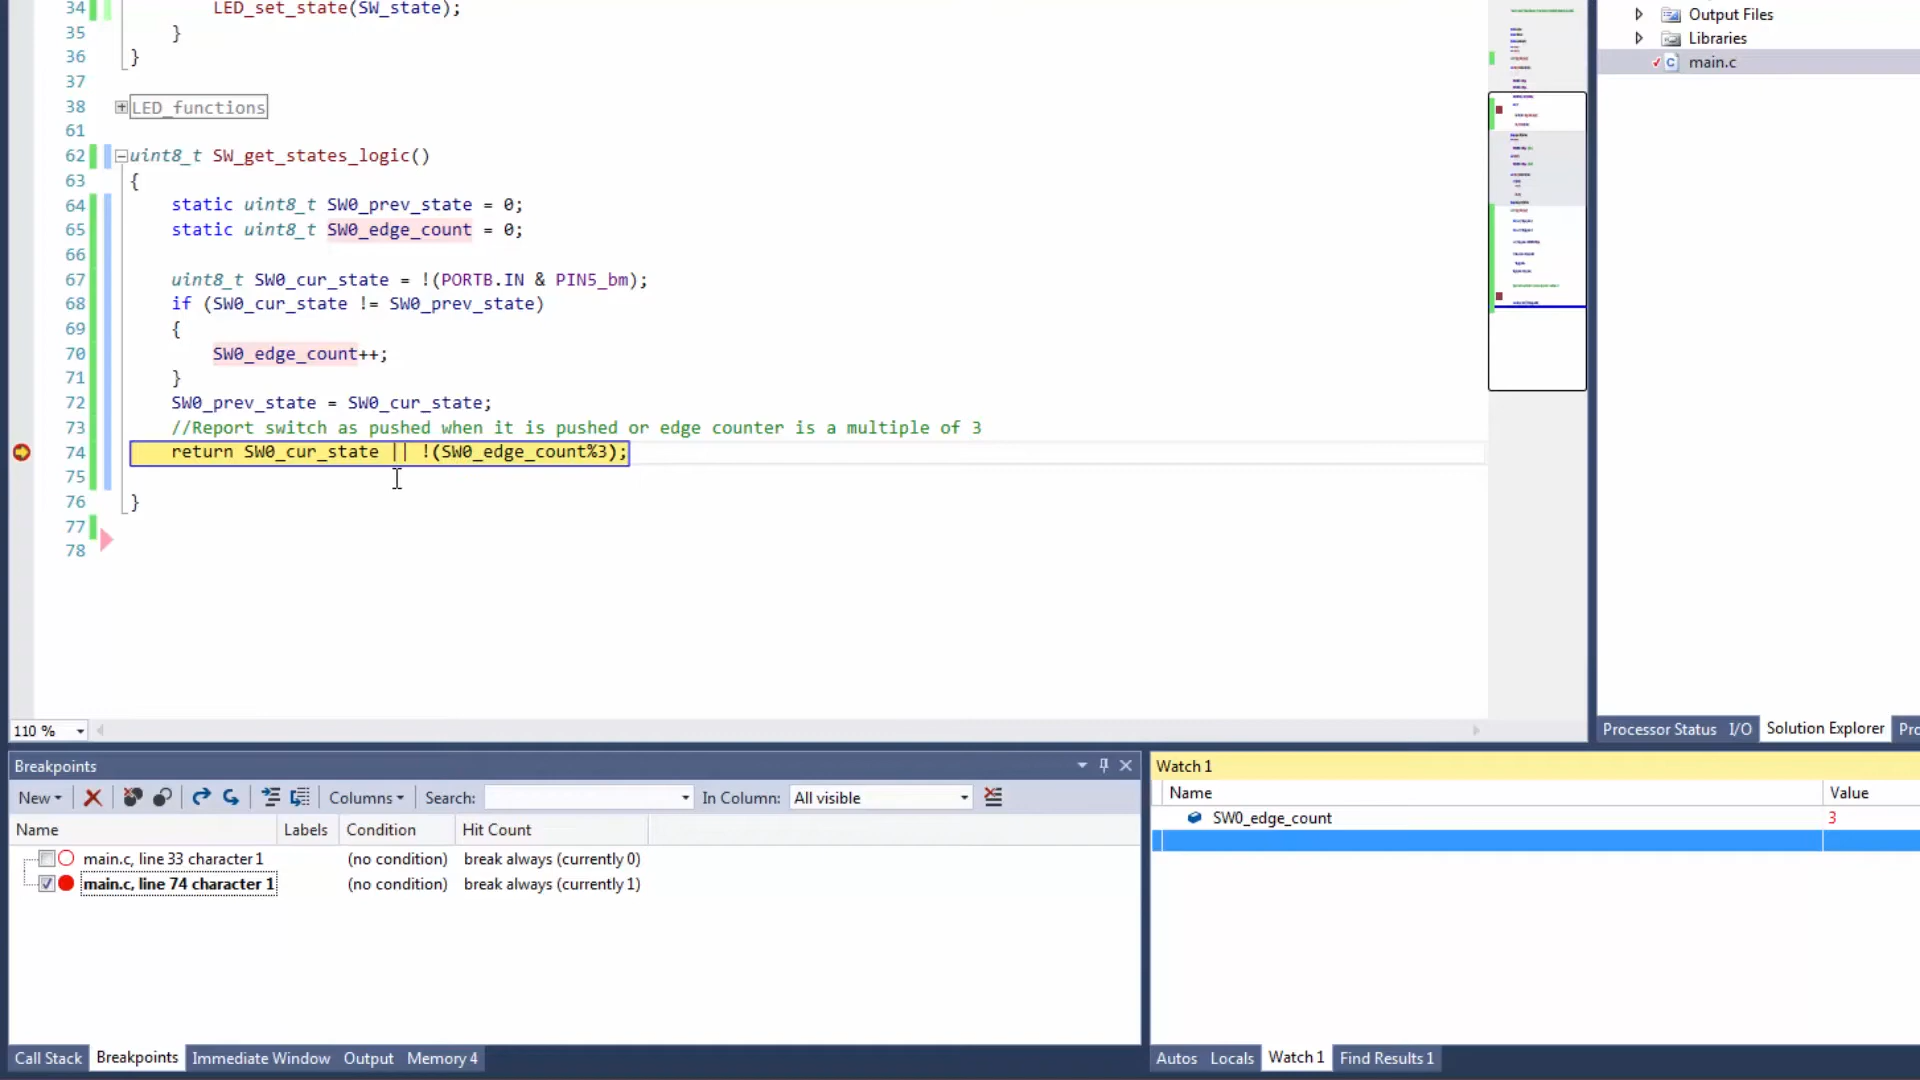 34 LED_set_state(SW_state);
35 }
36 }
37
38 LED_functions
61
62 uint8_t SW_get_states_logic()
63 {
64 static uint8_t SW0_prev_state = 0;
65 static uint8_t SW0_edge_count = 0;
66
67 uint8_t SW0_cur_state = !(PORTB.IN & PIN5_bm);
68 if (SW0_cur_state != SW0_prev_state)
69 {
70 SW0_edge_count++;
71 }
72 SW0_prev_state = SW0_cur_state;
73 //Report switch as pushed when it is pushed or edge counter is a multiple of 3
74 return SW0_cur_state || !(SW0_edge_count%3);
75
76 }
77
78
110 %
Output Files
Libraries
main.c
Processor Status I/O Solution Explorer Pro
Breakpoints
New Columns Search: In Column: All visible
Name Labels Condition Hit Count
main.c, line 33 character 1 (no condition) break always (currently 0)
main.c, line 74 character 1 (no condition) break always (currently 1)
Call Stack Breakpoints Immediate Window Output Memory 4
Watch 1
Name Value
SW0_edge_count 3
Autos Locals Watch 1 Find Results 1